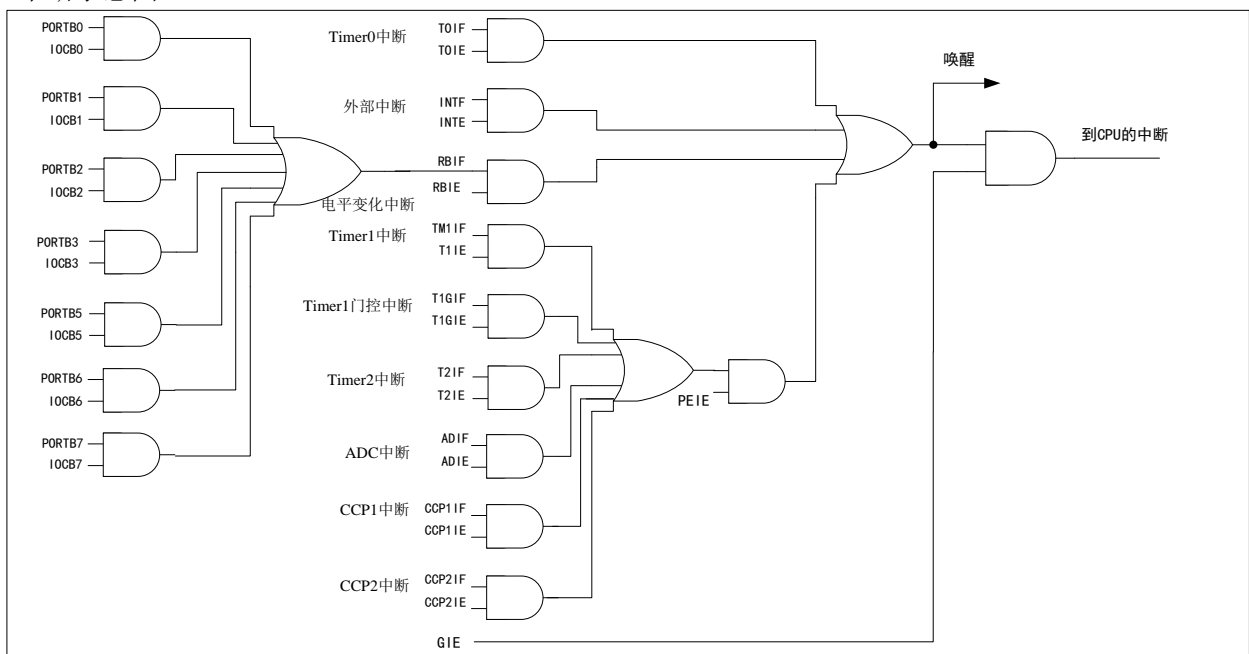 PORTB0
IOCB0
PORTB1
IOCB1
PORTB2
IOCB2
PORTB3
IOCB3
PORTB5
IOCB5
PORTB6
IOCB6
PORTB7
IOCB7
Timer0中断
T0IF
T0IE
外部中断
INTF
INTE
RBIF
RBIE
电平变化中断
Timer1中断
TM1IF
T1IE
Timer1门控中断
T1GIF
T1GIE
Timer2中断
T2IF
T2IE
PEIE
ADC中断
ADIF
ADIE
CCP1中断
CCP1IF
CCP1IE
CCP2中断
CCP2IF
CCP2IE
GIE
唤醒
到CPU的中断